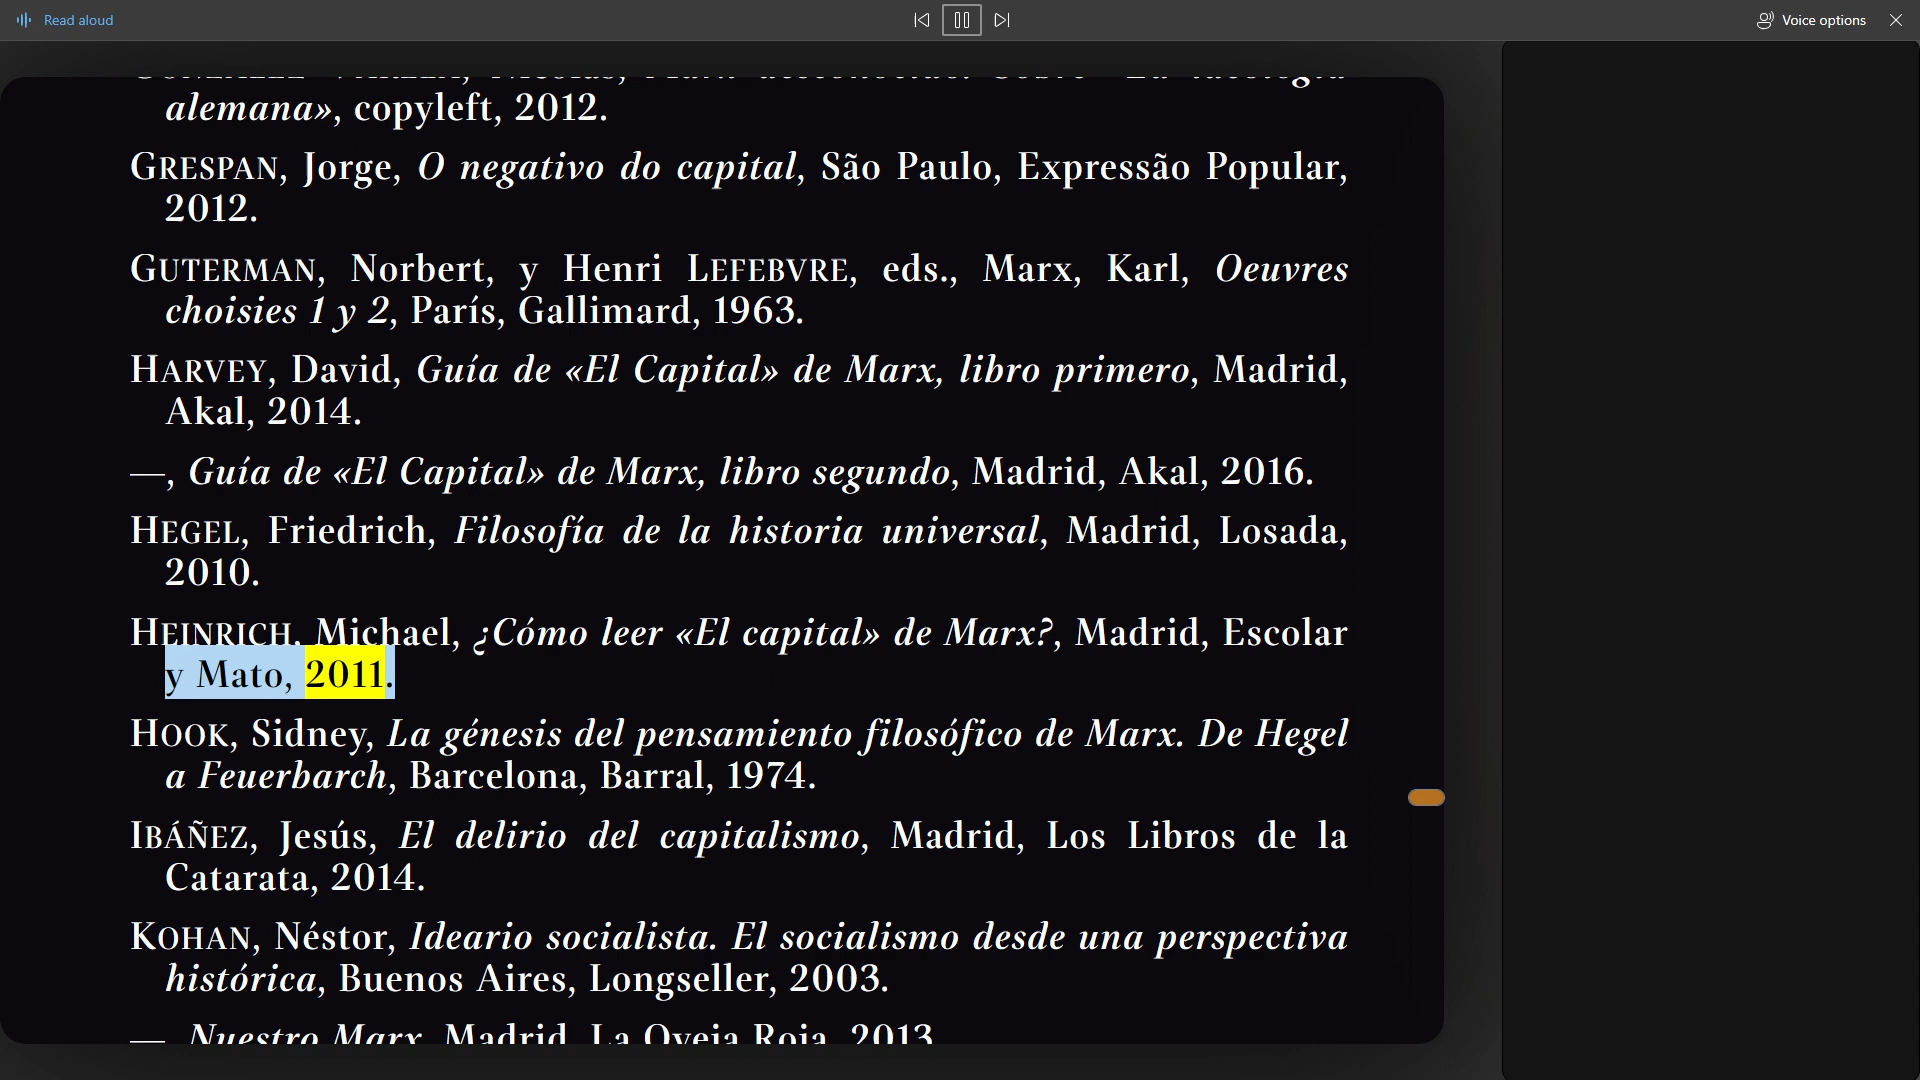 Read aloud
Voice options
alemana», copyleft, 2012.
GRESPAN, Jorge, O negativo do capital, São Paulo, Expressão Popular,
2012.
GUTERMAN, Norbert, y Henri LEFEBVRE, eds., Marx, Karl, Oeuvres
choisies 1 y 2, París, Gallimard, 1963.
HARVEY, David, Guía de «El Capital» de Marx, libro primero, Madrid,
Akal, 2014.
—, Guía de «El Capital» de Marx, libro segundo, Madrid, Akal, 2016.
HEGEL, Friedrich, Filosofía de la historia universal, Madrid, Losada,
2010.
HEINRICH, Michael, ¿Cómo leer «El capital» de Marx?, Madrid, Escolar
y Mato, 2011.
HOOK, Sidney, La génesis del pensamiento filosófico de Marx. De Hegel
a Feuerbarch, Barcelona, Barral, 1974.
IBÁÑEZ, Jesús, El delirio del capitalismo, Madrid, Los Libros de la
Catarata, 2014.
KOHAN, Néstor, Ideario socialista. El socialismo desde una perspectiva
histórica, Buenos Aires, Longseller, 2003.
—, Nuestro Marx, Madrid, La Oveja Roja, 2013